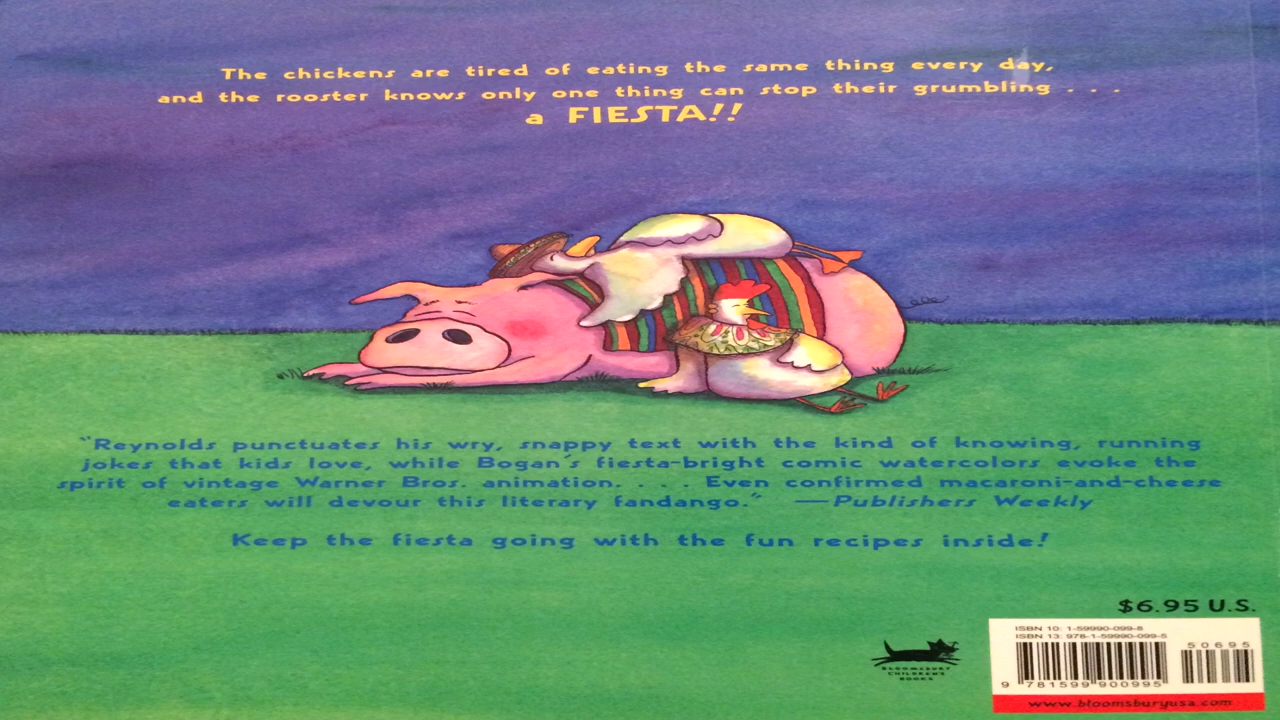 The chickens are tired of eating the same thing every day,
and the rooster knows only one thing can stop their grumbling . . .
a FIESTA!!
"Reynolds punctuates his wry, snappy text with the kind of knowing, running
jokes that kids love, while Bogan's fiesta-bright comic watercolors evoke the
spirit of vintage Warner Bros. animation. . . . Even confirmed macaroni-and-cheese
eaters will devour this literary fandango." —Publishers Weekly
Keep the fiesta going with the fun recipes inside!
$6.95 U.S.
ISBN 10: 1-59990-099-8
ISBN 13: 978-1-59990-099-5
50695
9 781599 900995
www.bloomsburyusa.com
BLOOMSBURY
CHILDREN'S
BOOKS